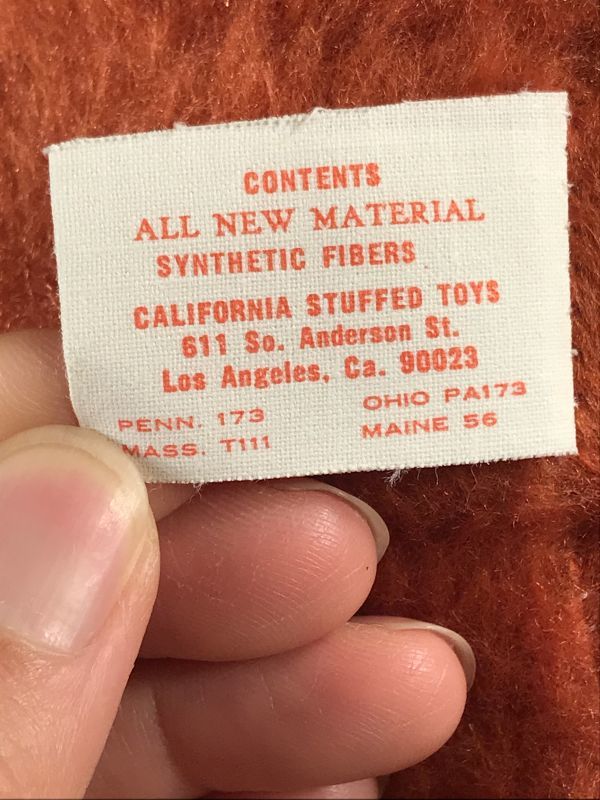 CONTENTS
ALL NEW MATERIAL
SYNTHETIC FIBERS
CALIFORNIA STUFFED TOYS
611 So. Anderson St.
Los Angeles, Ca. 90023
PENN. 173 OHIO PA173
MASS. T111 MAINE 56